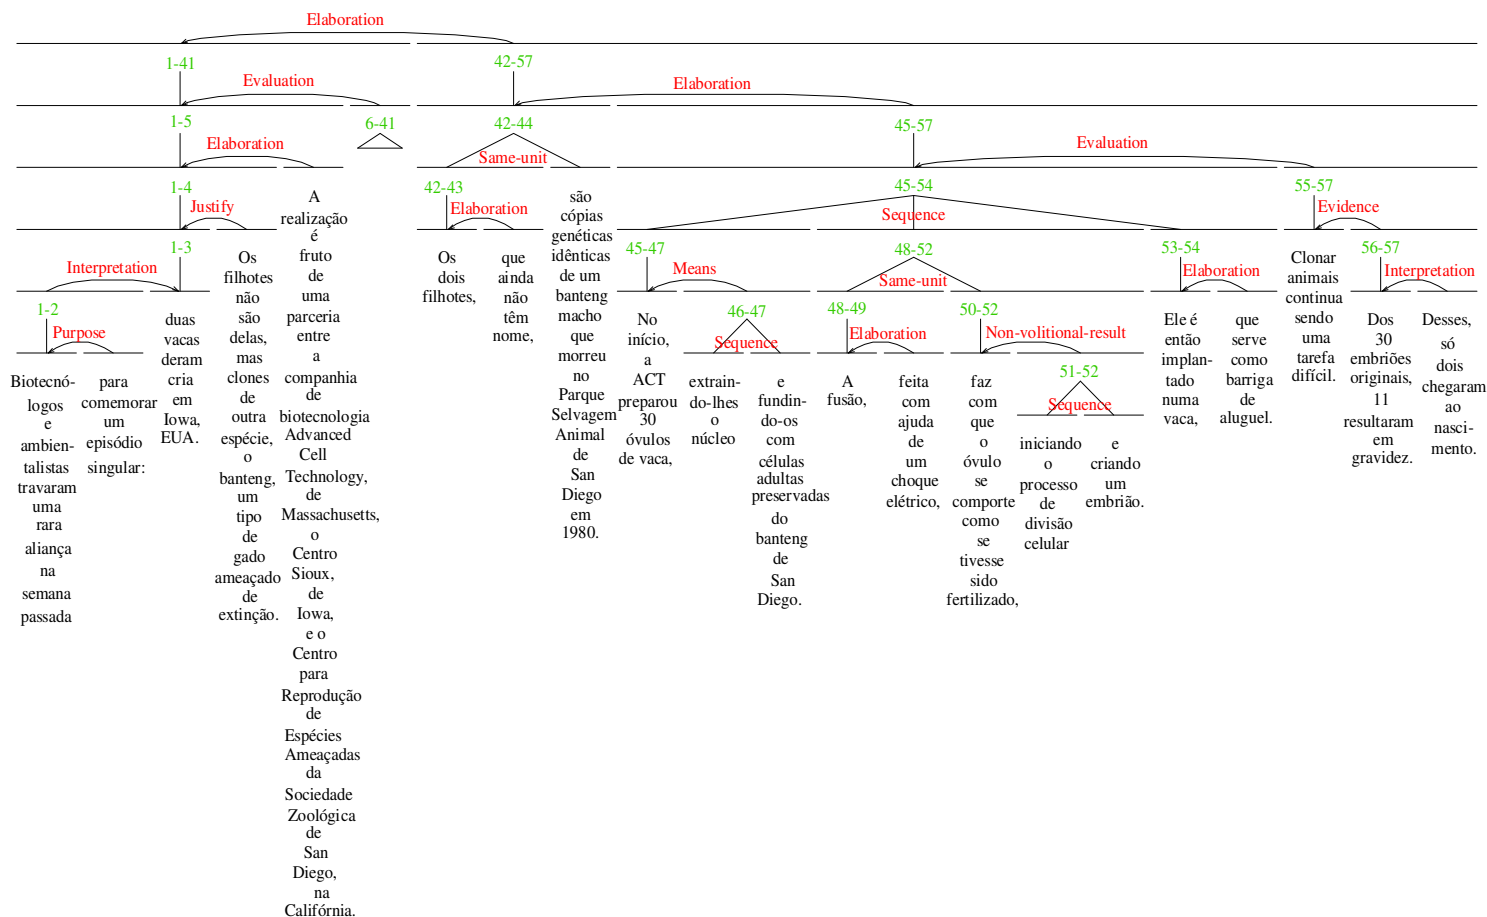 Elaboration
1-41
42-57
Evaluation
Elaboration
1-5
6-41
42-44
45-57
Elaboration
Same-unit
Evaluation
1-4
42-43
45-54
55-57
Justify
Elaboration
Sequence
Evidence
1-3
45-47
48-52
53-54
56-57
Interpretation
Means
Same-unit
Elaboration
Interpretation
1-2
46-47
48-49
50-52
Purpose
Sequence
Elaboration
Non-volitional-result
51-52
Sequence
Biotecnó-
logos
e
ambien-
talistas
travaram
uma
rara
aliança
na
semana
passada
para
comemorar
um
episódio
singular:
duas
vacas
deram
cria
em
Iowa,
EUA.
Os
filhotes
não
são
delas,
mas
clones
de
outra
espécie,
o
banteng,
um
tipo
de
gado
ameaçado
de
extinção.
A
realização
é
fruto
de
uma
parceria
entre
a
companhia
de
biotecnologia
Advanced
Cell
Technology,
de
Massachusetts,
o
Centro
Sioux,
de
Iowa,
e o
Centro
para
Reprodução
de
Espécies
Ameaçadas
da
Sociedade
Zoológica
de
San
Diego,
na
Califórnia.
Os
dois
filhotes,
que
ainda
não
têm
nome,
são
cópias
genéticas
idênticas
de um
banteng
macho
que
morreu
no
Parque
Selvagem
Animal
de
San
Diego
em
1980.
No
início,
a
ACT
preparou
30
óvulos
de vaca,
extrain-
do-lhes
o
núcleo
e
fundin-
do-os
com
células
adultas
preservadas
do
banteng
de
San
Diego.
A
fusão,
feita
com
ajuda
de
um
choque
elétrico,
faz
com
que
o
óvulo
se
comporte
como
se
tivesse
sido
fertilizado,
iniciando
o
processo
de
divisão
celular
e
criando
um
embrião.
Ele é
então
implan-
tado
numa
vaca,
que
serve
como
barriga
de
aluguel.
Clonar
animais
continua
sendo
uma
tarefa
difícil.
Dos
30
embriões
originais,
11
resultaram
em
gravidez.
Desses,
só
dois
chegaram
ao
nasci-
mento.